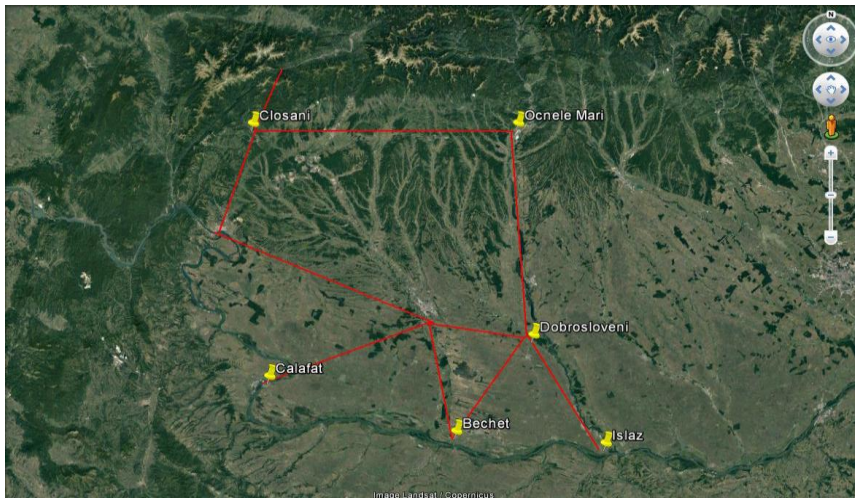 N
Closani
Ocnele Mari
Dobrosloveni
Calafat
Bechet
Islaz
Image Landsat / Copernicus